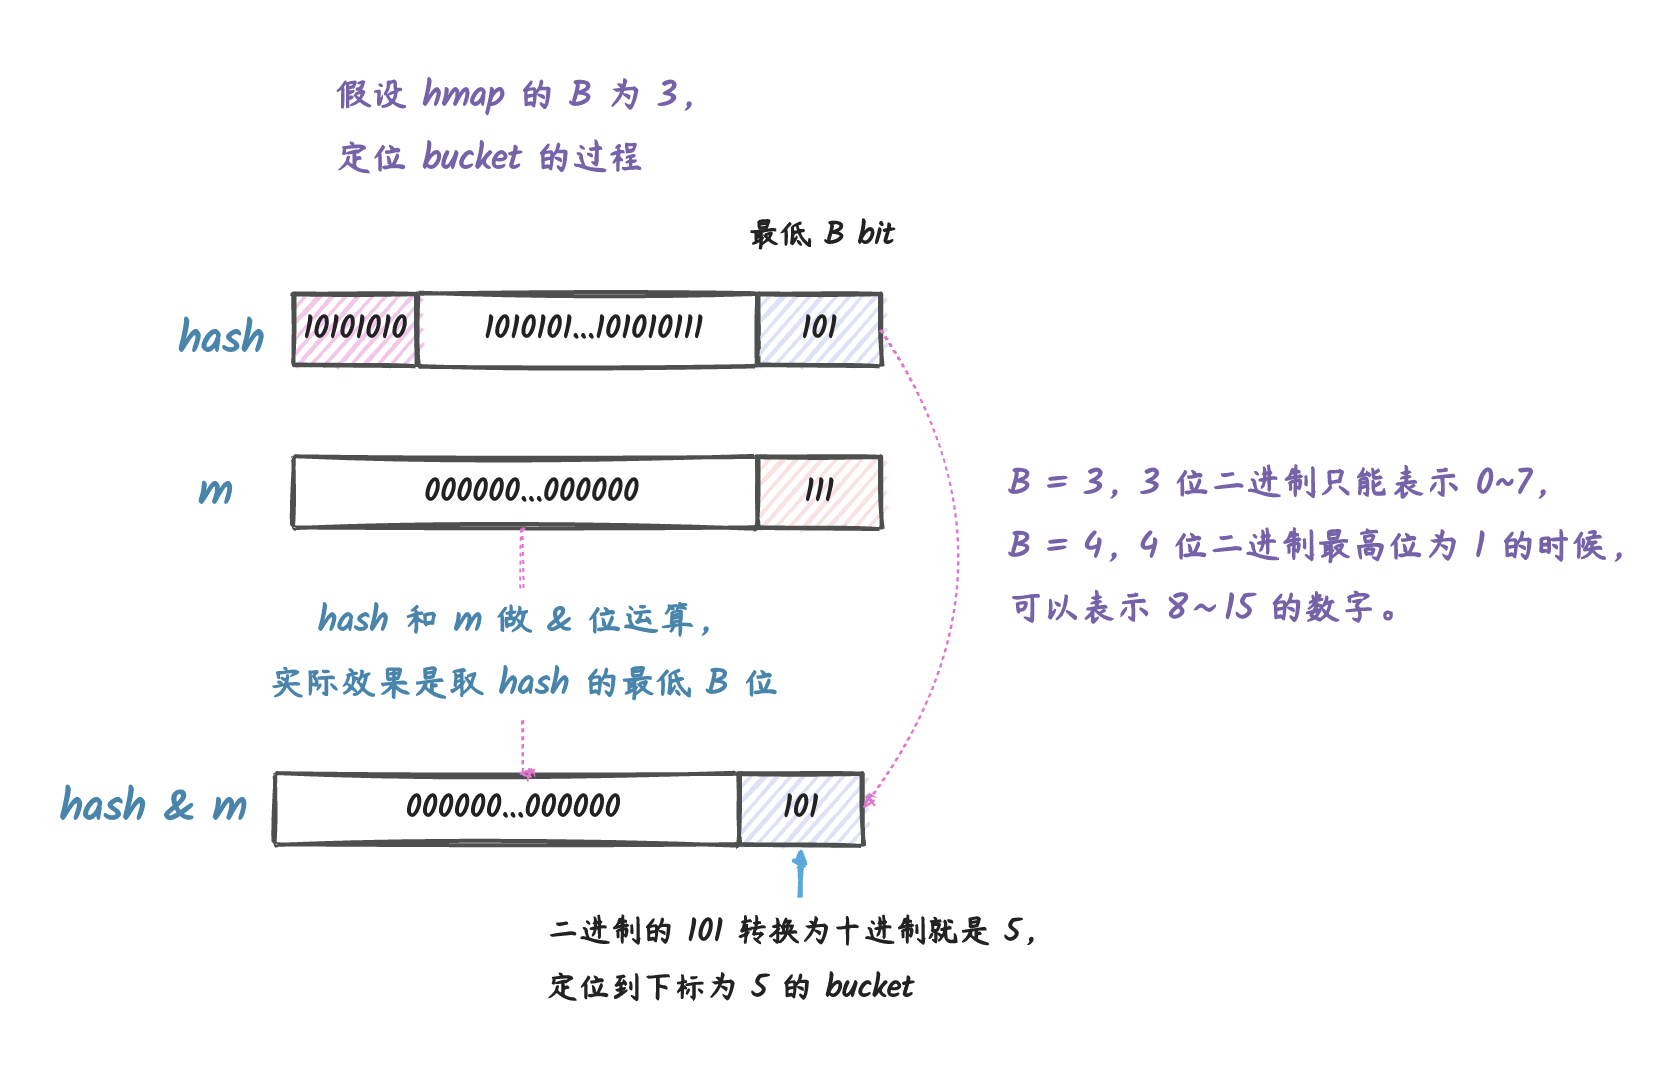 假设 hmap 的 B 为 3，
定位 bucket 的过程
最低 B bit
hash
10101010
1010101...101010111
101
m
000000...000000
111
B = 3，3 位二进制只能表示 0~7，
B = 4，4 位二进制最高位为 1 的时候，
可以表示 8~15 的数字。
hash 和 m 做 & 位运算，
实际效果是取 hash 的最低 B 位
hash & m
000000...000000
101
二进制的 101 转换为十进制就是 5，
定位到下标为 5 的 bucket